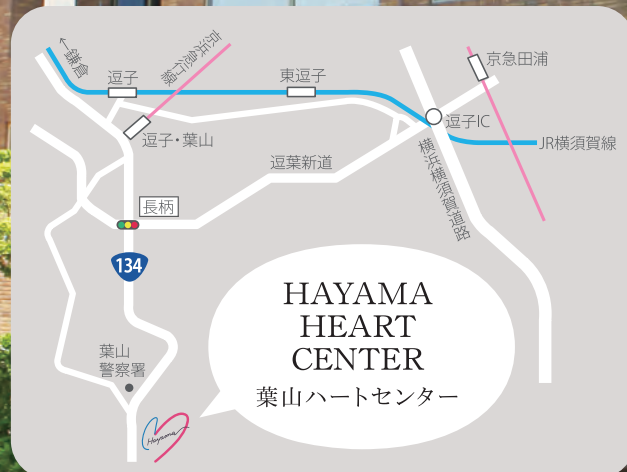 ←鎌倉
逗子
京浜急行線
東逗子
京急田浦
逗子・葉山
逗子IC
JR横須賀線
横浜横須賀道路
逗葉新道
長柄
134
HAYAMA
HEART
CENTER
葉山ハートセンター
葉山
警察署
Hayama